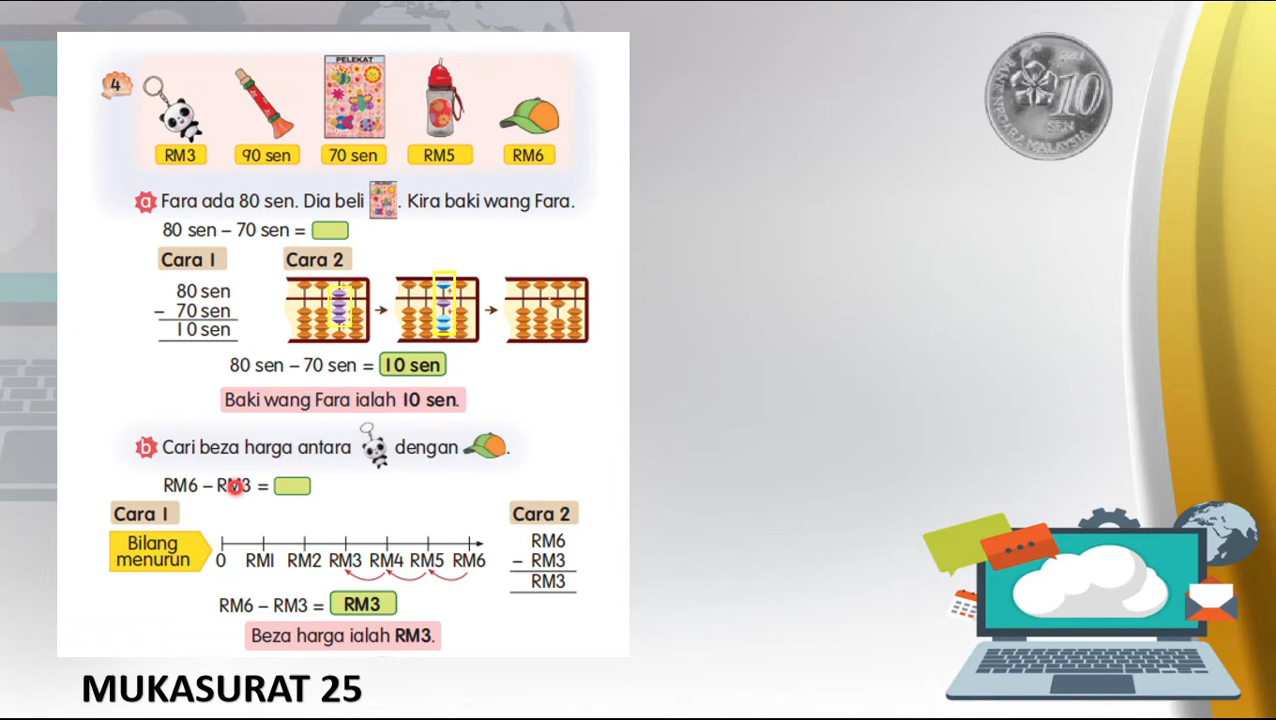 4
PELEKAT
RM3 90 sen 70 sen RM5 RM6
a Fara ada 80 sen. Dia beli PELEKAT . Kira baki wang Fara.
80 sen – 70 sen =
Cara 1 Cara 2
80 sen
– 70 sen
10 sen
80 sen – 70 sen = 10 sen
Baki wang Fara ialah 10 sen.
b Cari beza harga antara dengan .
RM6 – RM3 =
Cara 1 Cara 2
Bilang
menurun
0 RM1 RM2 RM3 RM4 RM5 RM6
RM6
– RM3
RM3
RM6 – RM3 = RM3
Beza harga ialah RM3.
MUKASURAT 25
10
SEN